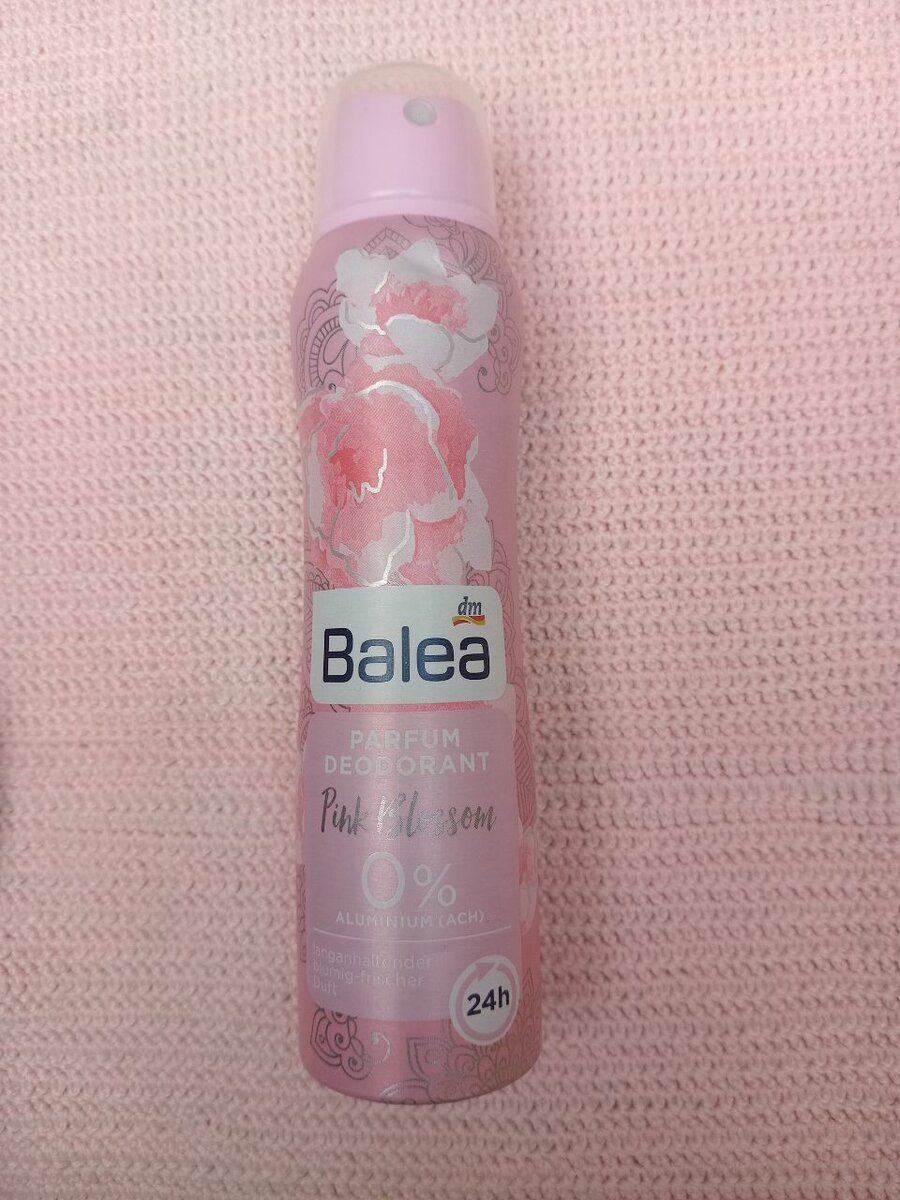 dm
Balea
PARFUM
DEODORANT
Pink Blossom
0%
ALUMINIUM (ACH)
langanhaltender
blumig-frischer
Duft
24h